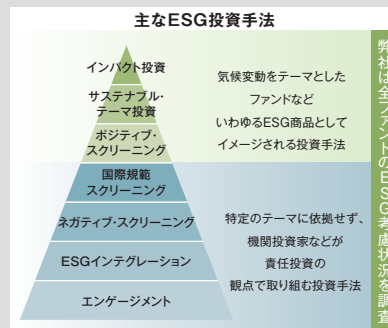 主なESG投資手法
インパクト投資
サステナブル・
テーマ投資
ポジティブ・
スクリーニング
国際規範
スクリーニング
ネガティブ・スクリーニング
ESGインテグレーション
エンゲージメント
気候変動をテーマとした
ファンドなど
いわゆるESG商品として
イメージされる投資手法
特定のテーマに依拠せず、
機関投資家などが
責任投資の
観点で取り組む投資手法
弊社は全ファンドのESG考慮状況を調査